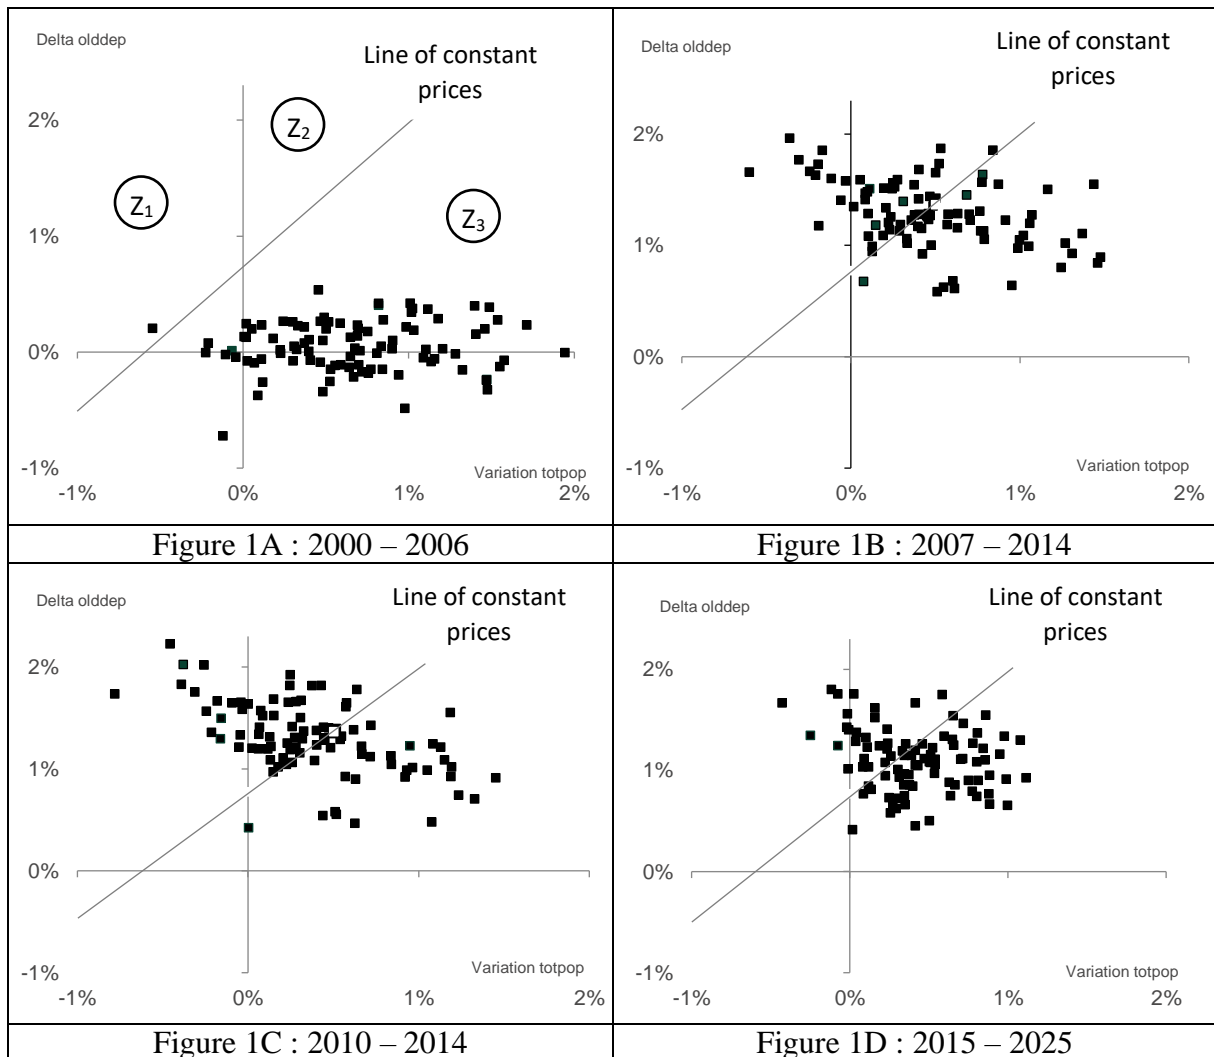 Delta olddep
Line of constant
prices
2%
Z₂
Z₁
Z₃
1%
0%
-1%
Variation totpop
-1%
0%
1%
2%
Figure 1A : 2000 – 2006
Delta olddep
Line of constant
prices
2%
1%
0%
-1%
Variation totpop
-1%
0%
1%
2%
Figure 1B : 2007 – 2014
Delta olddep
Line of constant
prices
2%
1%
0%
-1%
Variation totpop
-1%
0%
1%
2%
Figure 1C : 2010 – 2014
Delta olddep
Line of constant
prices
2%
1%
0%
-1%
Variation totpop
-1%
0%
1%
2%
Figure 1D : 2015 – 2025